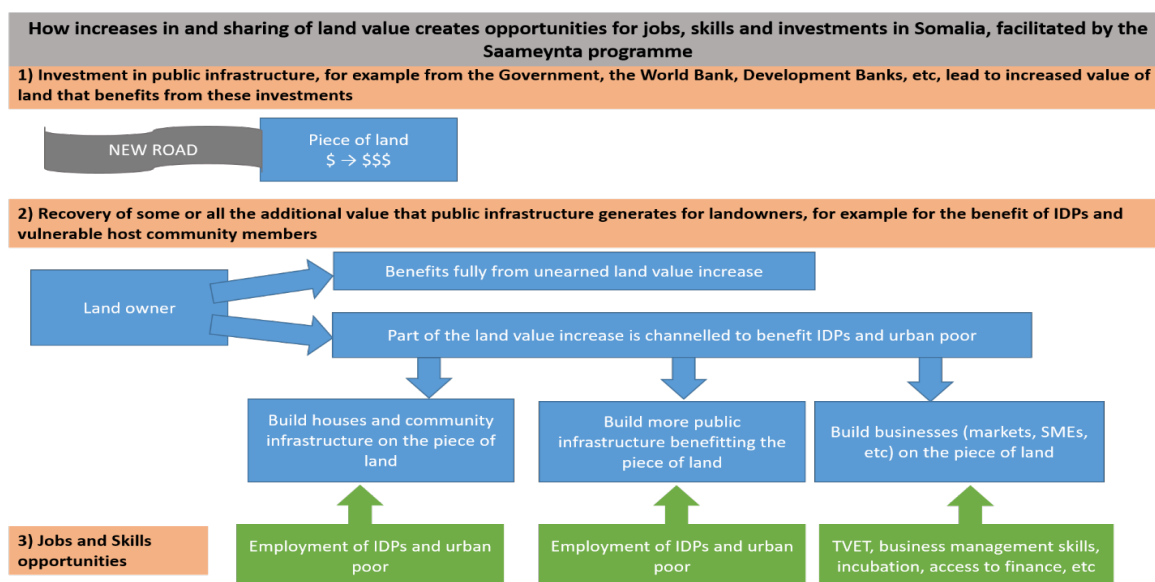 How increases in and sharing of land value creates opportunities for jobs, skills and investments in Somalia, facilitated by the
Saameynta programme
1) Investment in public infrastructure, for example from the Government, the World Bank, Development Banks, etc, lead to increased value of
land that benefits from these investments
NEW ROAD
Piece of land
$ → $$$
2) Recovery of some or all the additional value that public infrastructure generates for landowners, for example for the benefit of IDPs and
vulnerable host community members
Land owner
Benefits fully from unearned land value increase
Part of the land value increase is channelled to benefit IDPs and urban poor
Build houses and community
infrastructure on the piece of
land
Build more public
infrastructure benefitting the
piece of land
Build businesses (markets, SMEs,
etc) on the piece of land
3) Jobs and Skills
opportunities
Employment of IDPs and urban
poor
Employment of IDPs and urban
poor
TVET, business management skills,
incubation, access to finance, etc